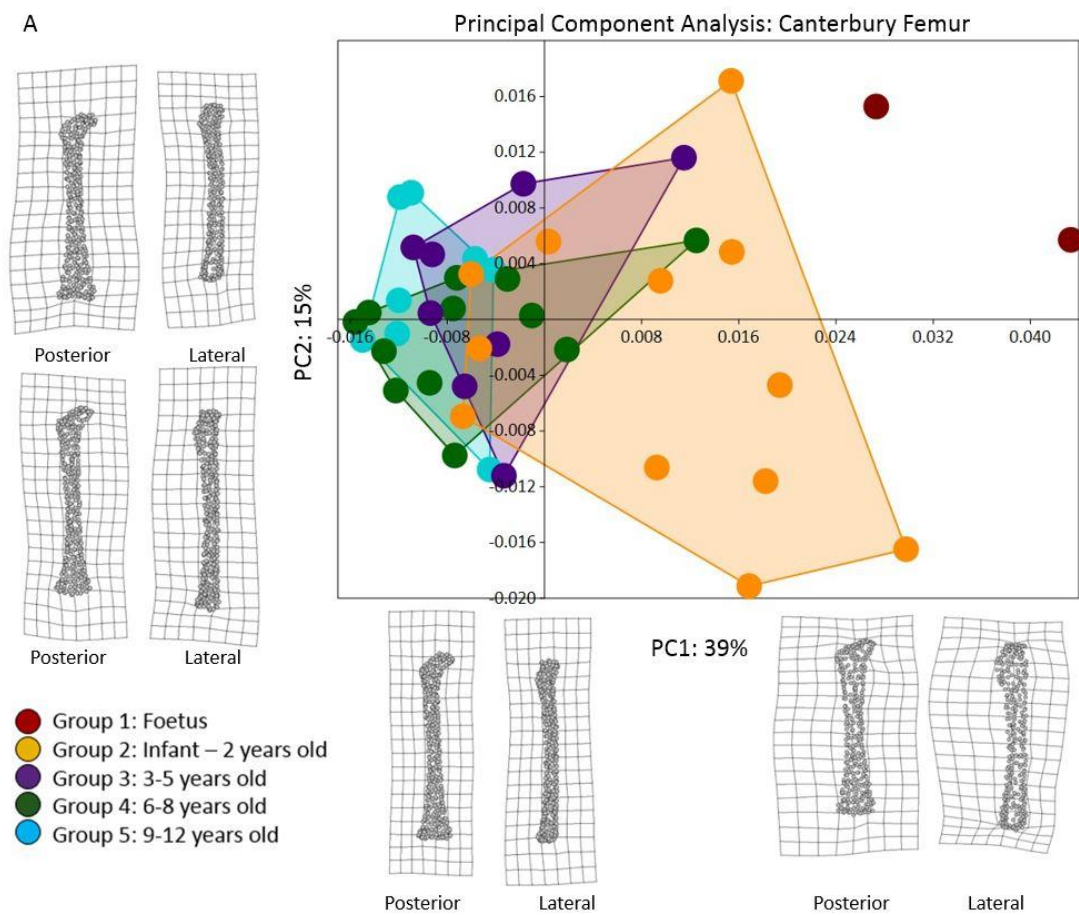 A
Principal Component Analysis: Canterbury Femur
0.016
0.012
0.008
0.004
-0.016
-0.008
0.008
0.016
0.024
0.032
0.040
-0.004
-0.008
-0.012
-0.016
-0.020
PC2: 15%
PC1: 39%
Posterior
Lateral
Posterior
Lateral
Group 1: Foetus
Group 2: Infant – 2 years old
Group 3: 3-5 years old
Group 4: 6-8 years old
Group 5: 9-12 years old
Posterior
Lateral
Posterior
Lateral